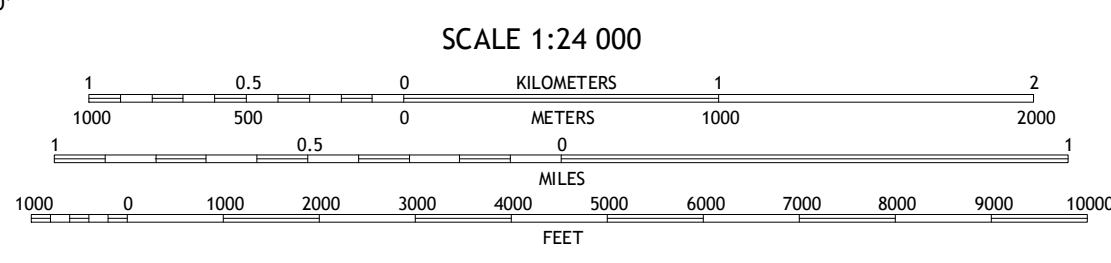 SCALE 1:24 000
1 0.5 0 KILOMETERS 1 2
1000 500 0 METERS 1000 2000
1 0.5 0 1
MILES
1000 0 1000 2000 3000 4000 5000 6000 7000 8000 9000 10000
FEET